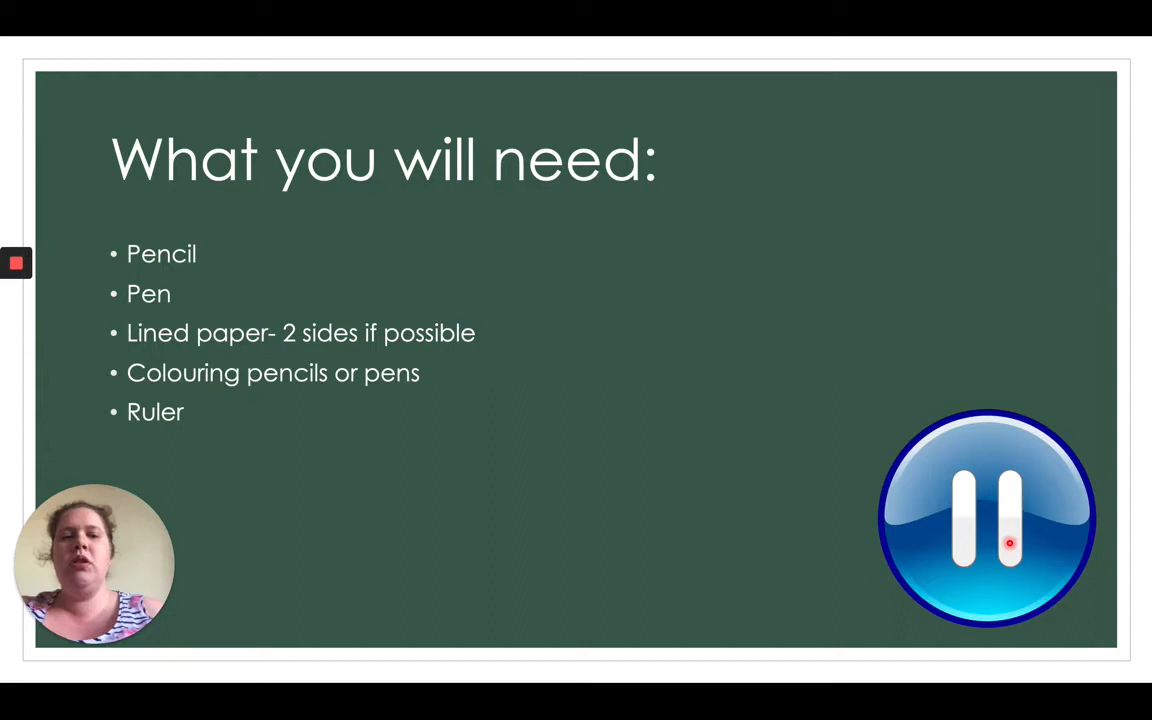 What you will need:
• Pencil
• Pen
• Lined paper- 2 sides if possible
• Colouring pencils or pens
• Ruler